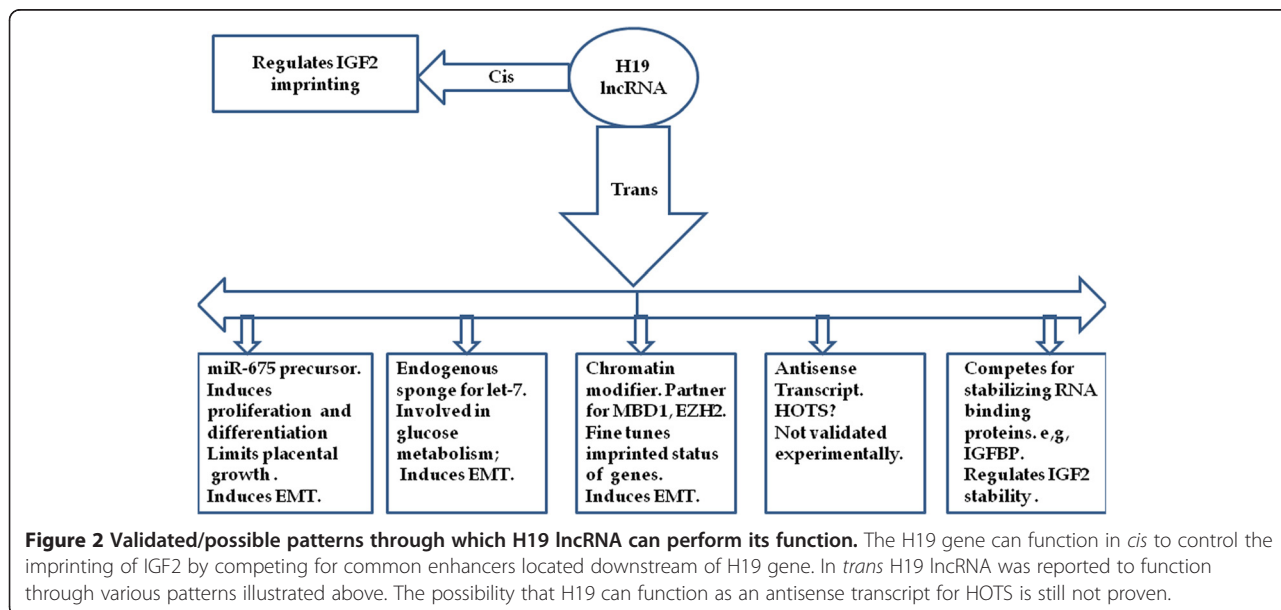 Regulates IGF2
imprinting
Cis
H19
lncRNA
Trans
miR-675 precursor.
Induces
proliferation and
differentiation
Limits placental
growth .
Induces EMT.
Endogenous
sponge for let-7.
Involved in
glucose
metabolism;
Induces EMT.
Chromatin
modifier. Partner
for MBD1, EZH2.
Fine tunes
imprinted status
of genes.
Induces EMT.
Antisense
Transcript.
HOTS?
Not validated
experimentally.
Competes for
stabilizing RNA
binding
proteins. e,g,
IGFBP.
Regulates IGF2
stability .
Figure 2 Validated/possible patterns through which H19 lncRNA can perform its function. The H19 gene can function in cis to control the
imprinting of IGF2 by competing for common enhancers located downstream of H19 gene. In trans H19 lncRNA was reported to function
through various patterns illustrated above. The possibility that H19 can function as an antisense transcript for HOTS is still not proven.